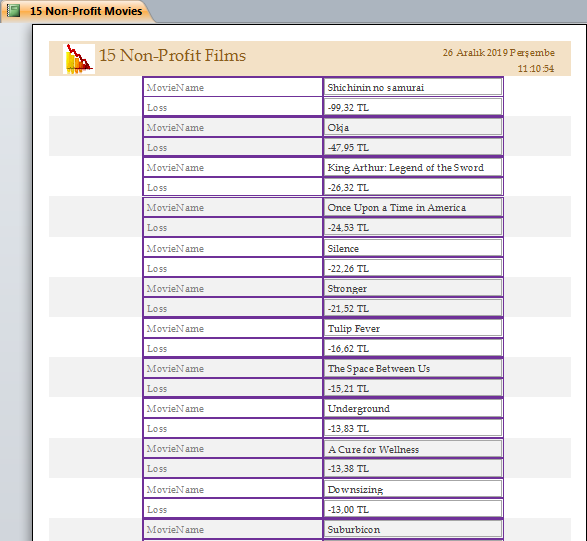 15 Non-Profit Movies
15 Non-Profit Films
26 Aralık 2019 Perşembe
11:10:54
MovieName Shichinin no samurai
Loss -99,32 TL
MovieName Okja
Loss -47,95 TL
MovieName King Arthur: Legend of the Sword
Loss -26,32 TL
MovieName Once Upon a Time in America
Loss -24,53 TL
MovieName Silence
Loss -22,26 TL
MovieName Stronger
Loss -21,52 TL
MovieName Tulip Fever
Loss -16,62 TL
MovieName The Space Between Us
Loss -15,21 TL
MovieName Underground
Loss -13,83 TL
MovieName A Cure for Wellness
Loss -13,38 TL
MovieName Downsizing
Loss -13,00 TL
MovieName Suburbicon